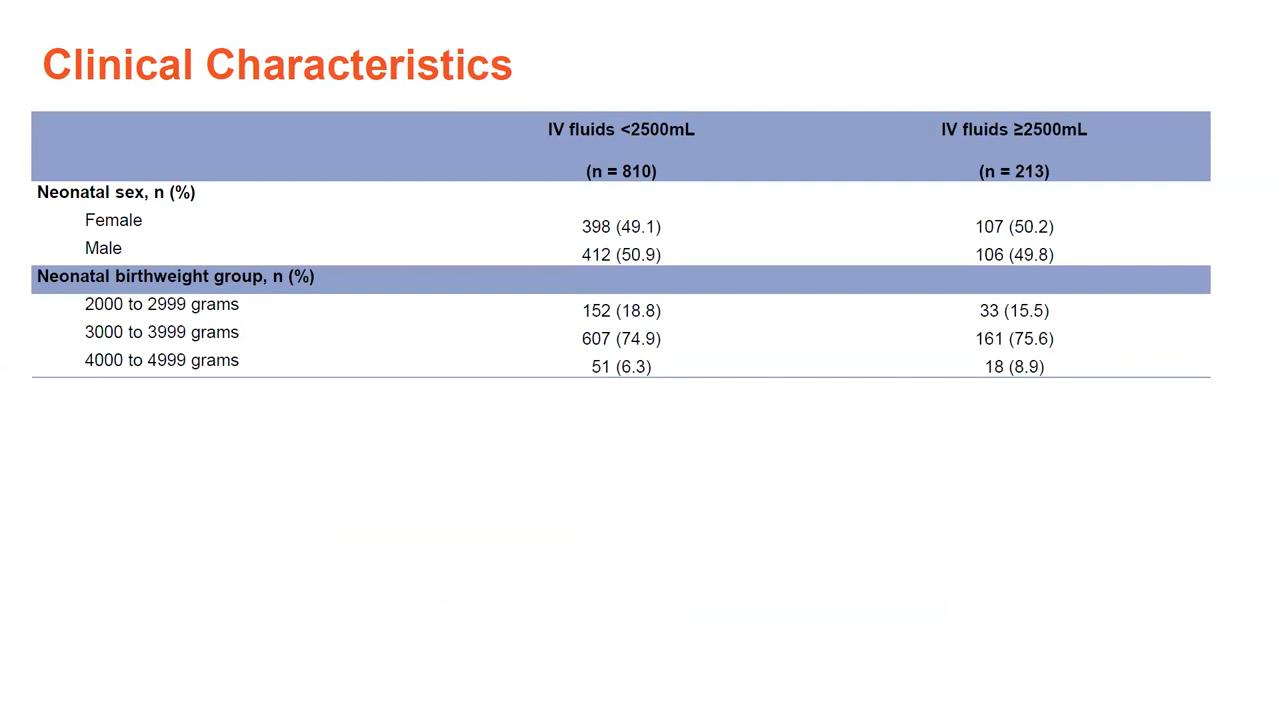 Clinical Characteristics
IV fluids <2500mL IV fluids ≥2500mL
(n = 810) (n = 213)
Neonatal sex, n (%)
Female 398 (49.1) 107 (50.2)
Male 412 (50.9) 106 (49.8)
Neonatal birthweight group, n (%)
2000 to 2999 grams 152 (18.8) 33 (15.5)
3000 to 3999 grams 607 (74.9) 161 (75.6)
4000 to 4999 grams 51 (6.3) 18 (8.9)